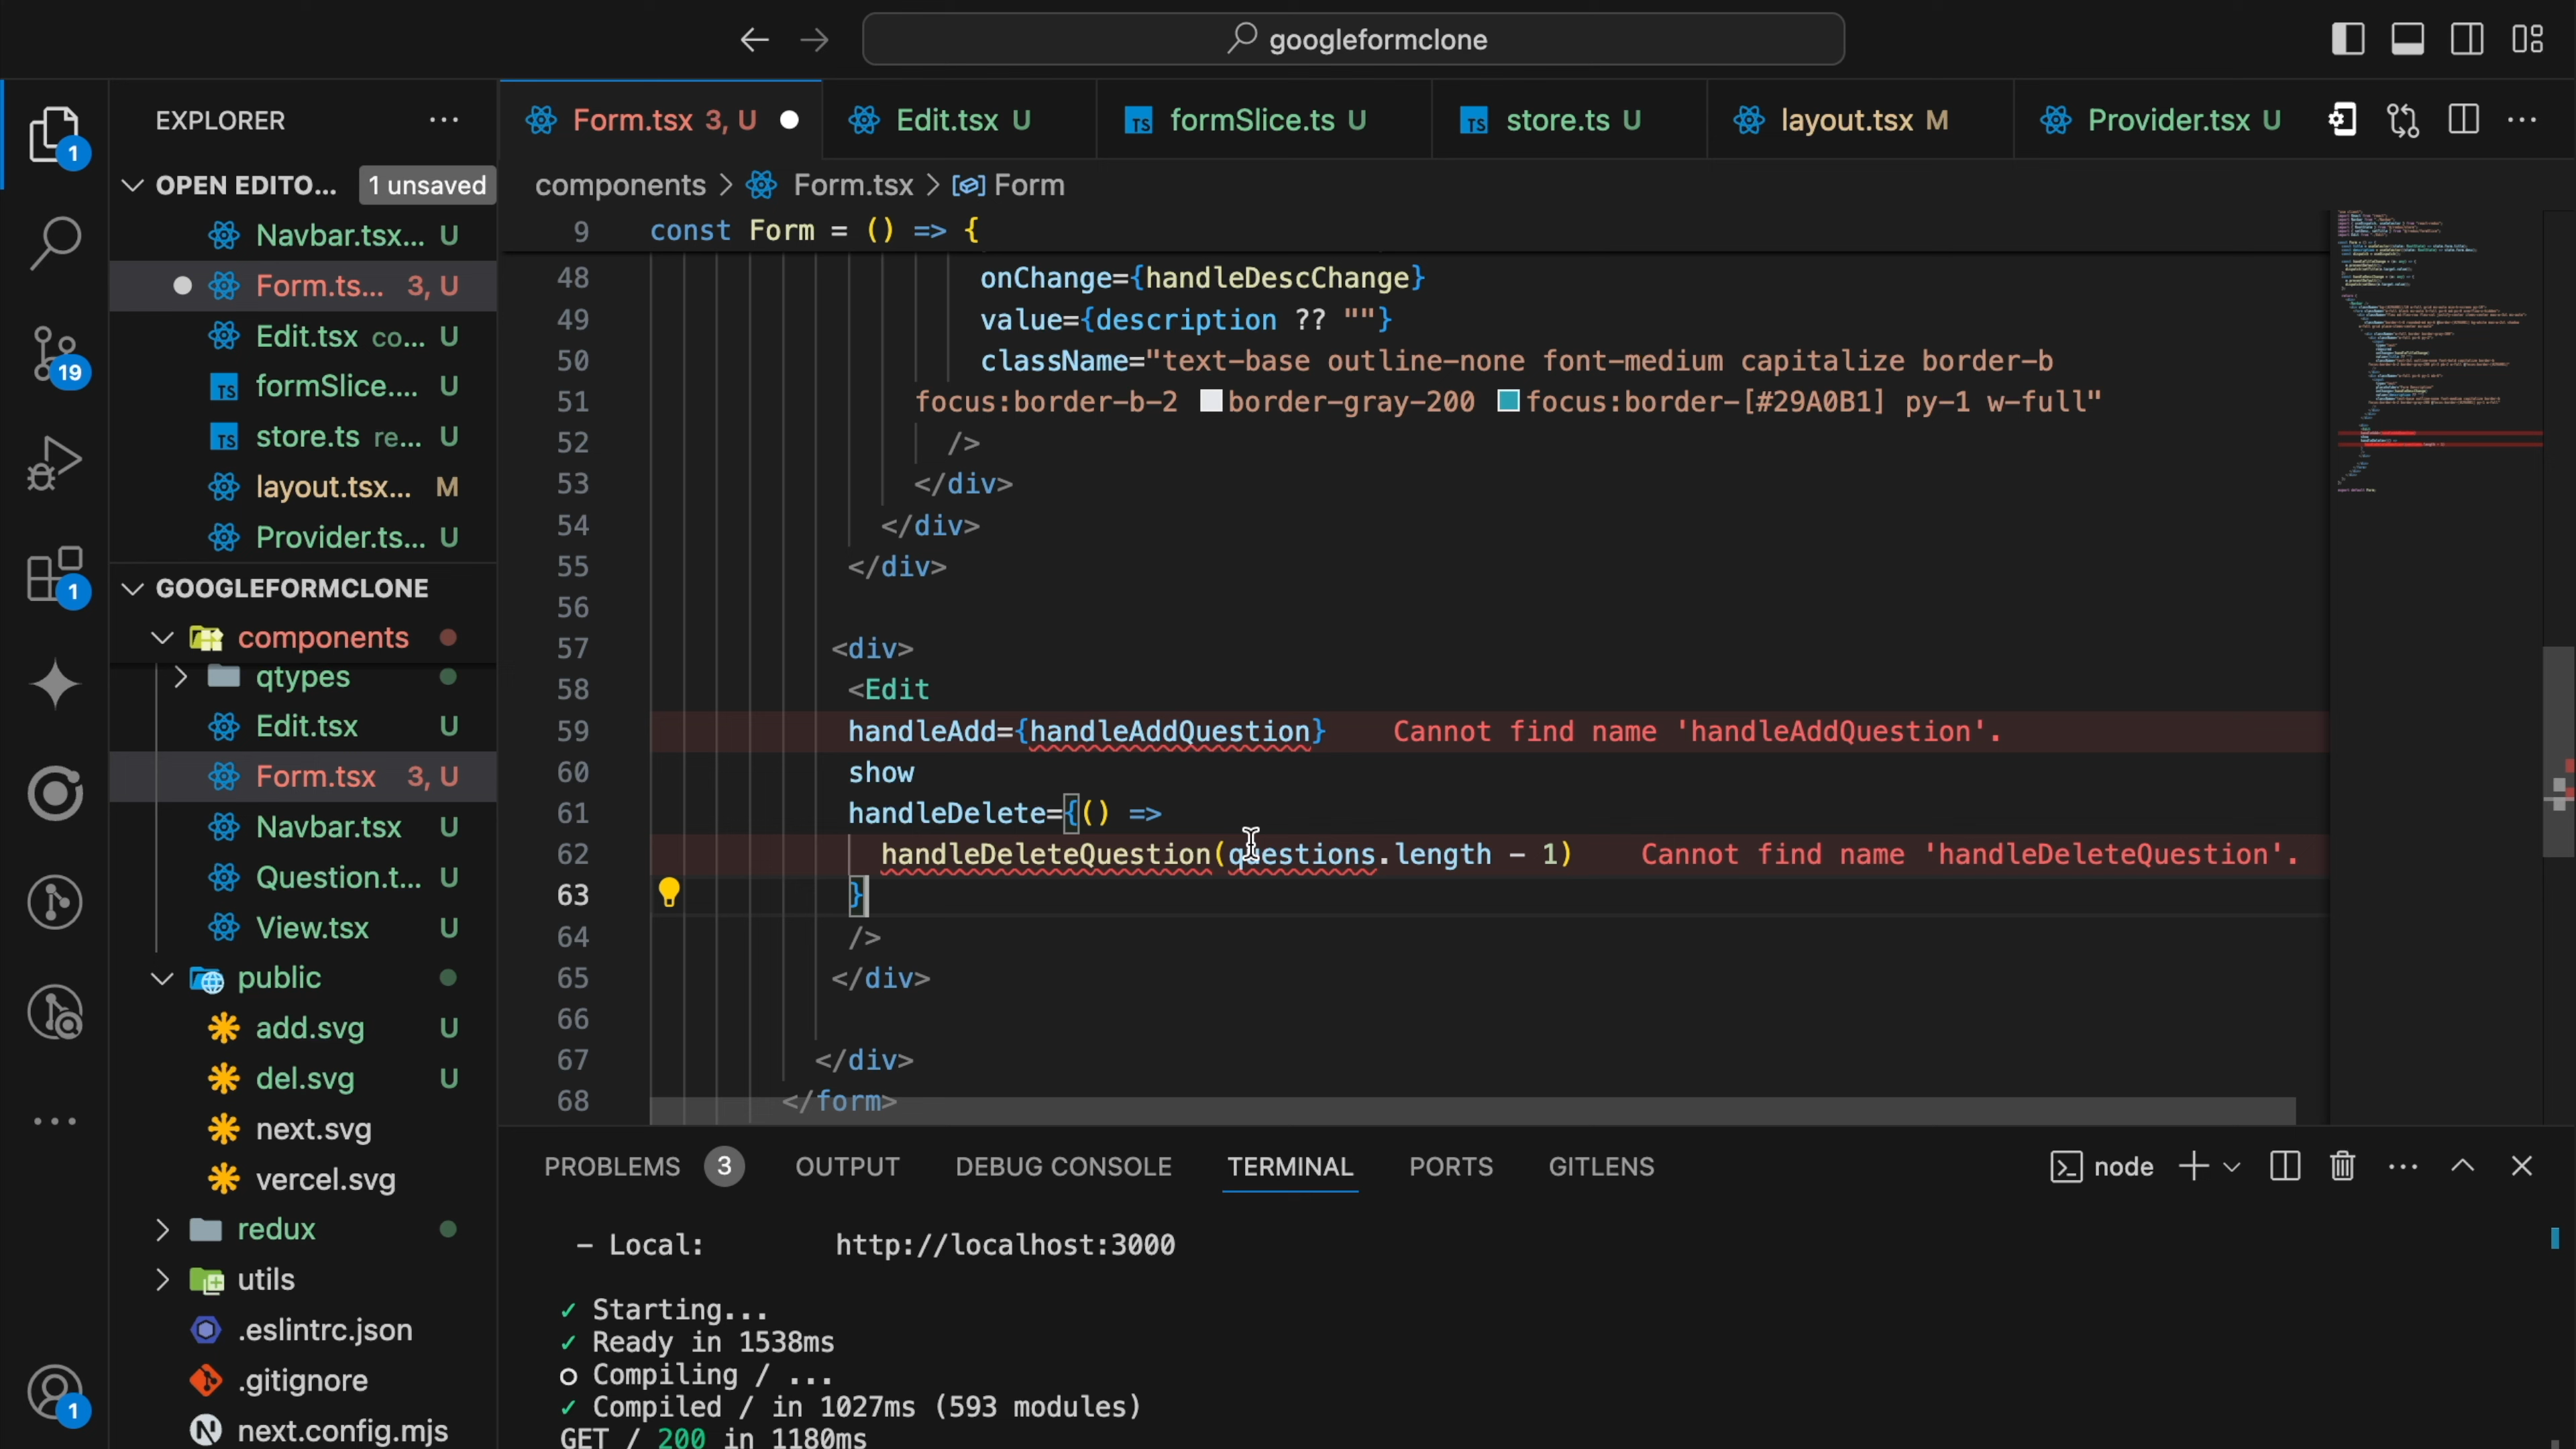 googleformclone
EXPLORER
Form.tsx 3, U
Edit.tsx U
formSlice.ts U
store.ts U
layout.tsx M
Provider.tsx U
OPEN EDITO... 1 unsaved
components > Form.tsx > Form
Navbar.tsx... U
Form.ts... 3, U
Edit.tsx co... U
formSlice.... U
store.ts re... U
layout.tsx... M
Provider.ts... U
GOOGLEFORMCLONE
components
qtypes
Edit.tsx U
Form.tsx 3, U
Navbar.tsx U
Question.t... U
View.tsx U
public
add.svg U
del.svg U
next.svg
vercel.svg
redux
utils
.eslintrc.json
.gitignore
next.config.mjs
1
19
1
1
9 const Form = () => {
48 onChange={handleDescChange}
49 value={description ?? ""}
50 className="text-base outline-none font-medium capitalize border-b
51 focus:border-b-2 border-gray-200 focus:border-[#29A0B1] py-1 w-full"
52 />
53 </div>
54 </div>
55 </div>
56
57 <div>
58 <Edit
59 handleAdd={handleAddQuestion} Cannot find name 'handleAddQuestion'.
60 show
61 handleDelete={() =>
62 handleDeleteQuestion(questions.length - 1) Cannot find name 'handleDeleteQuestion'.
63 }
64 />
65 </div>
66
67 </div>
68 </form>
PROBLEMS 3 OUTPUT DEBUG CONSOLE TERMINAL PORTS GITLENS
node
- Local: http://localhost:3000
✓ Starting...
✓ Ready in 1538ms
○ Compiling / ...
✓ Compiled / in 1027ms (593 modules)
GET / 200 in 1180ms